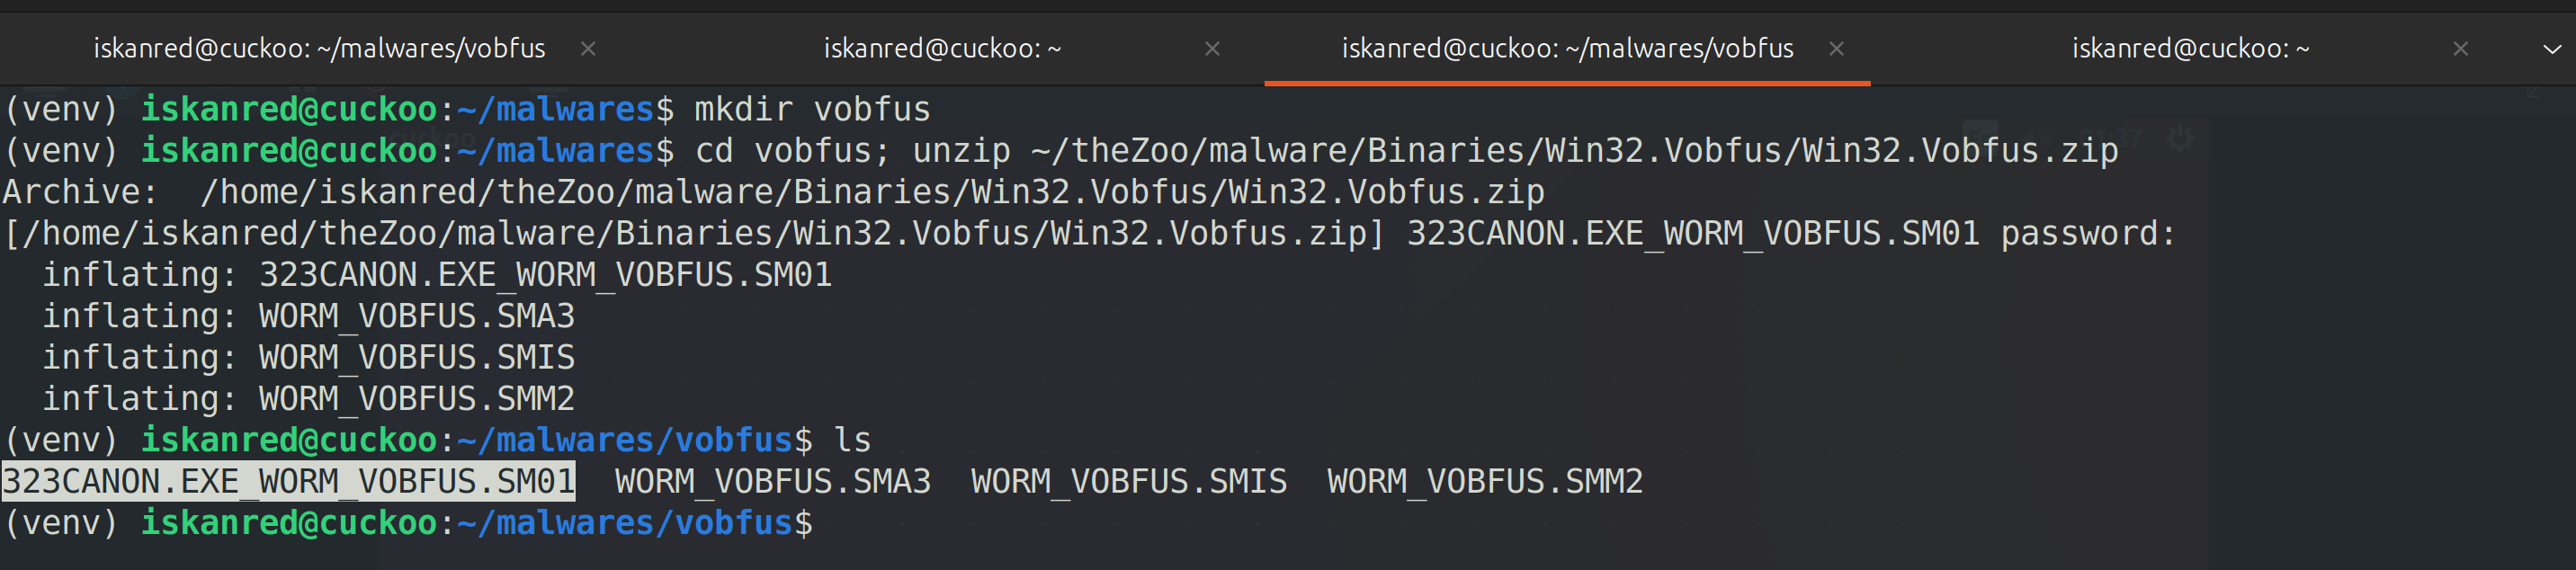 iskanred@cuckoo: ~/malwares/vobfus × iskanred@cuckoo: ~ × iskanred@cuckoo: ~/malwares/vobfus × iskanred@cuckoo: ~ ×
(venv) iskanred@cuckoo:~/malwares$ mkdir vobfus
(venv) iskanred@cuckoo:~/malwares$ cd vobfus; unzip ~/theZoo/malware/Binaries/Win32.Vobfus/Win32.Vobfus.zip
Archive:  /home/iskanred/theZoo/malware/Binaries/Win32.Vobfus/Win32.Vobfus.zip
[/home/iskanred/theZoo/malware/Binaries/Win32.Vobfus/Win32.Vobfus.zip] 323CANON.EXE_WORM_VOBFUS.SM01 password:
  inflating: 323CANON.EXE_WORM_VOBFUS.SM01
  inflating: WORM_VOBFUS.SMA3
  inflating: WORM_VOBFUS.SMIS
  inflating: WORM_VOBFUS.SMM2
(venv) iskanred@cuckoo:~/malwares/vobfus$ ls
323CANON.EXE_WORM_VOBFUS.SM01  WORM_VOBFUS.SMA3  WORM_VOBFUS.SMIS  WORM_VOBFUS.SMM2
(venv) iskanred@cuckoo:~/malwares/vobfus$